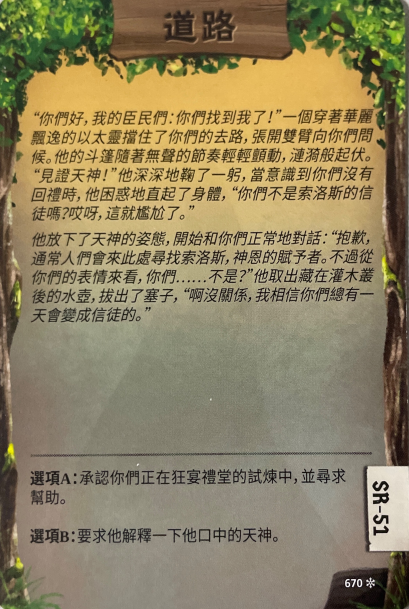 道路
“你們好，我的臣民們：你們找到我了！”一個穿著華麗
飄逸的以太靈擋住了你們的去路，張開雙臂向你們問
候。他的斗篷隨著無聲的節奏輕輕顫動，漣漪般起伏。
“見證天神！”他深深地鞠了一躬，當意識到你們沒有
回禮時，他困惑地直起了身體，“你們不是索洛斯的信
徒嗎？哎呀，這就尷尬了。”
他放下了天神的姿態，開始和你們正常地對話：“抱歉，
通常人們會來此處尋找索洛斯，神恩的賦予者。不過從
你們的表情來看，你們……不是？”他取出藏在灌木叢
後的水壺，拔出了塞子，“啊沒關係，我相信你們總有一
天會變成信徒的。”
選項A：承認你們正在狂宴禮堂的試煉中，並尋求
幫助。
選項B：要求他解釋一下他口中的天神。
SR-51
670